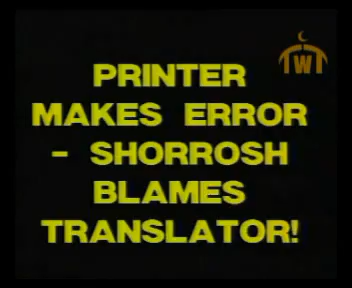 PRINTER
MAKES ERROR
- SHORROSH
BLAMES
TRANSLATOR!